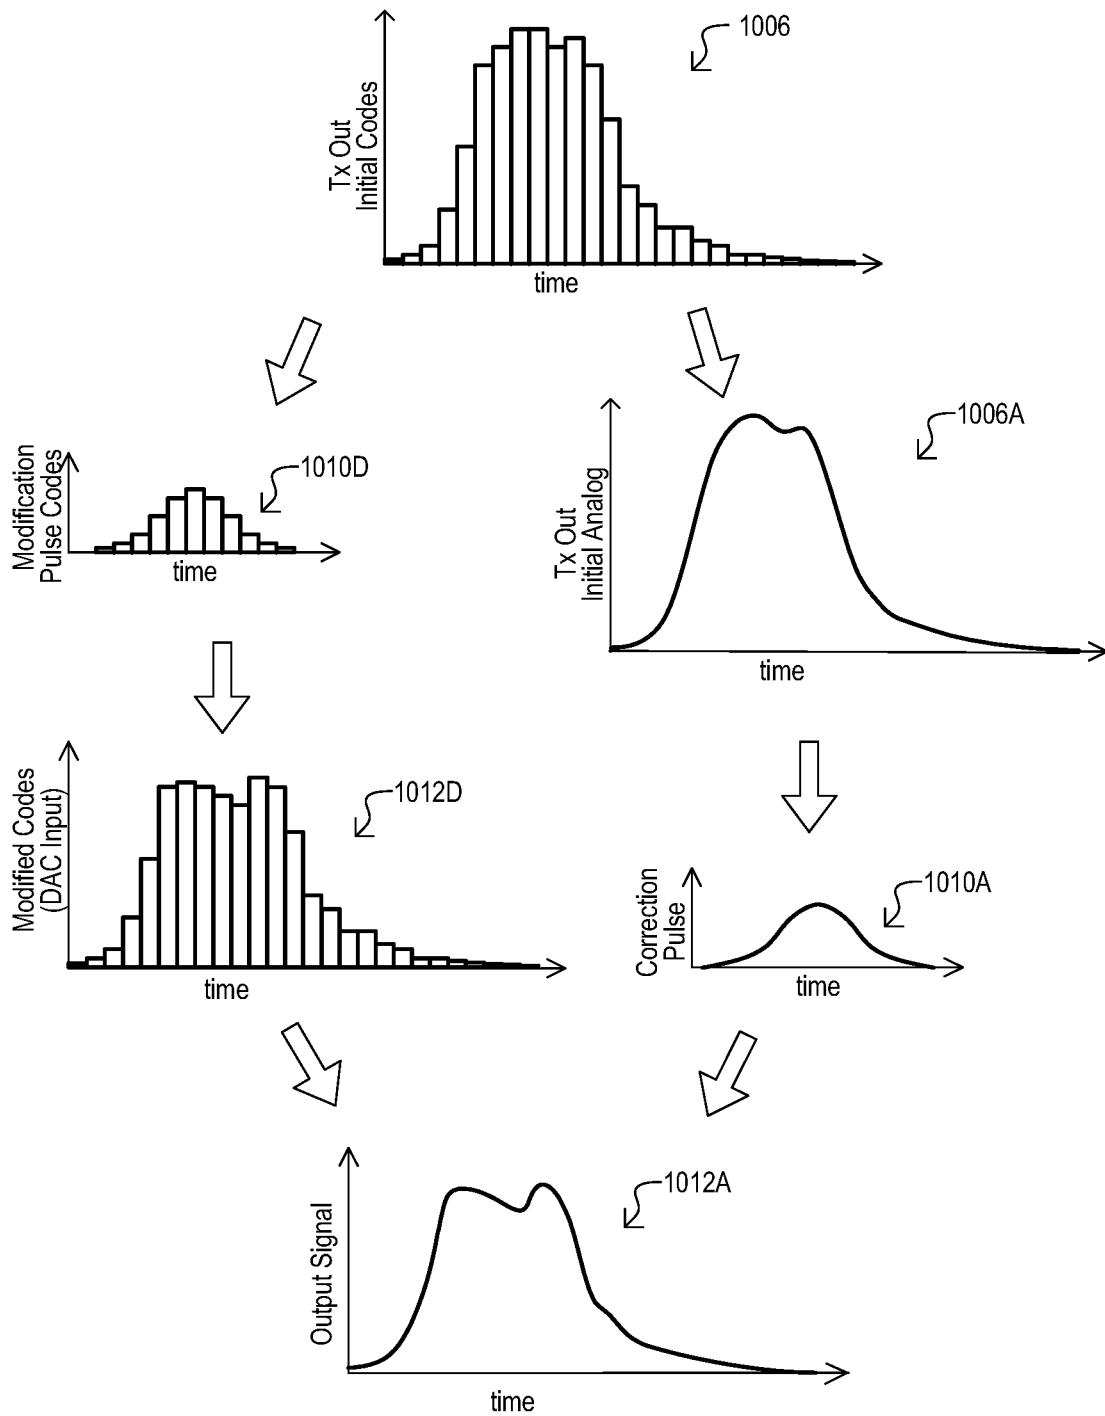 1006
Tx Out
Initial Codes
time
1006A
Tx Out
Initial Analog
time
1010D
Modification
Pulse Codes
time
1012D
Modified Codes
(DAC Input)
time
1010A
Correction
Pulse
time
1012A
Output Signal
time